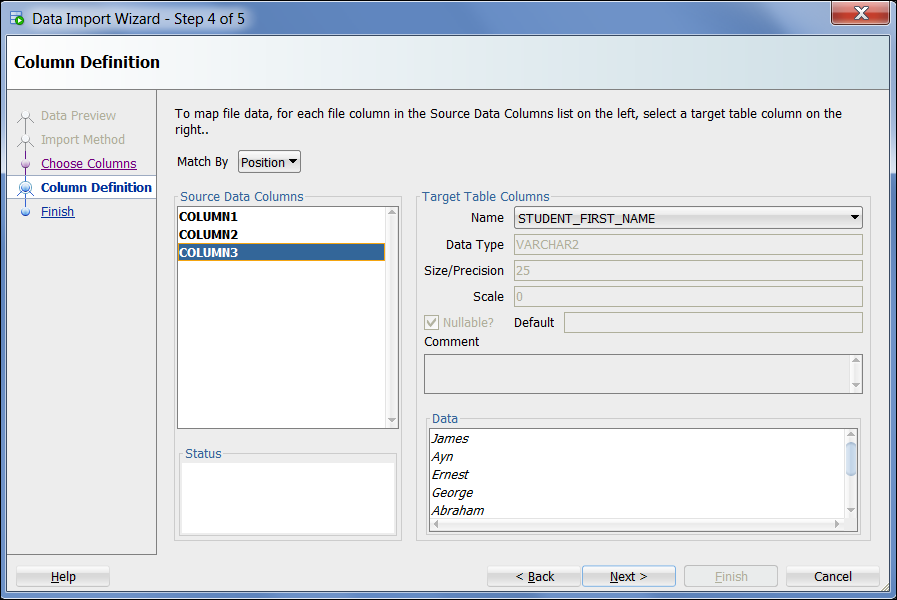 Data Import Wizard - Step 4 of 5
Column Definition
Data Preview
Import Method
Choose Columns
Column Definition
Finish
To map file data, for each file column in the Source Data Columns list on the left, select a target table column on the
right..
Match By Position
Source Data Columns
COLUMN1
COLUMN2
COLUMN3
Status
Target Table Columns
Name STUDENT_FIRST_NAME
Data Type VARCHAR2
Size/Precision 25
Scale 0
Nullable? Default
Comment
Data
James
Ayn
Ernest
George
Abraham
Help < Back Next > Finish Cancel